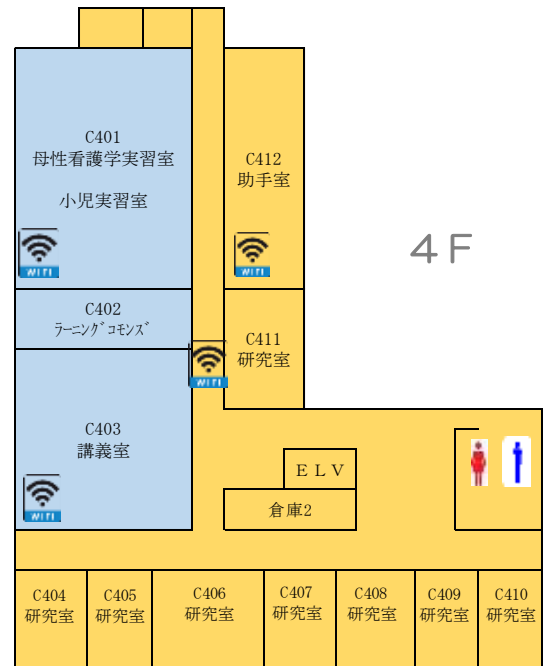 C401
母性看護学実習室
小児実習室
WIFI
C412
助手室
WIFI
4F
C402
ラーニングコモンズ
C411
研究室
WIFI
C403
講義室
WIFI
ELV
倉庫2
C404
研究室
C405
研究室
C406
研究室
C407
研究室
C408
研究室
C409
研究室
C410
研究室